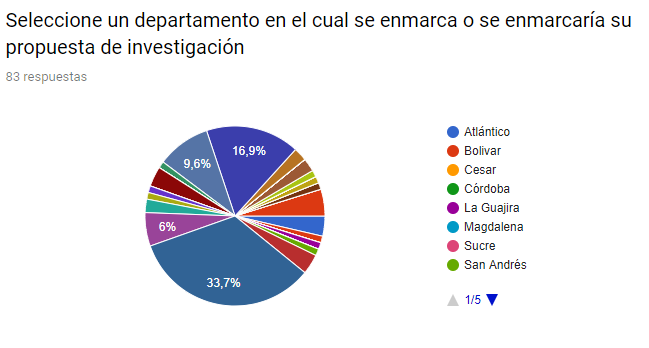 Seleccione un departamento en el cual se enmarca o se enmarcaría su
propuesta de investigación
83 respuestas
16,9%
9,6%
6%
33,7%
Atlántico
Bolivar
Cesar
Córdoba
La Guajira
Magdalena
Sucre
San Andrés
1/5